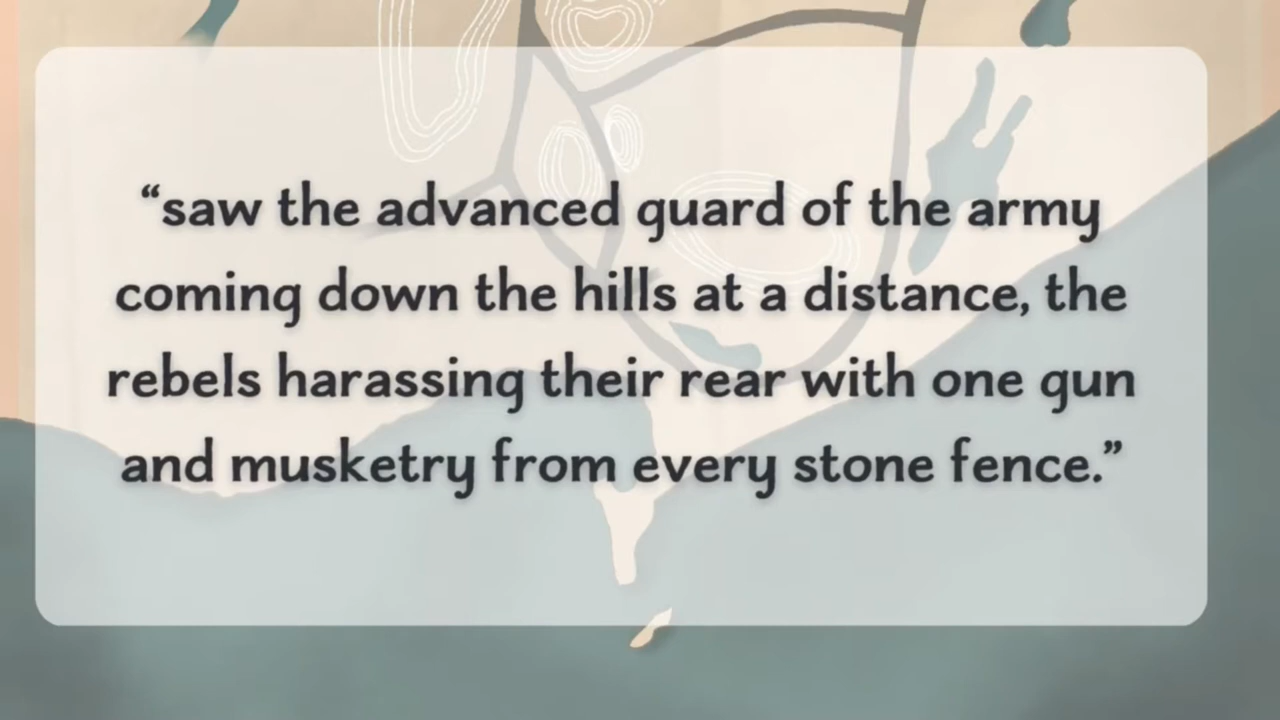 “saw the advanced guard of the army
coming down the hills at a distance, the
rebels harassing their rear with one gun
and musketry from every stone fence.”